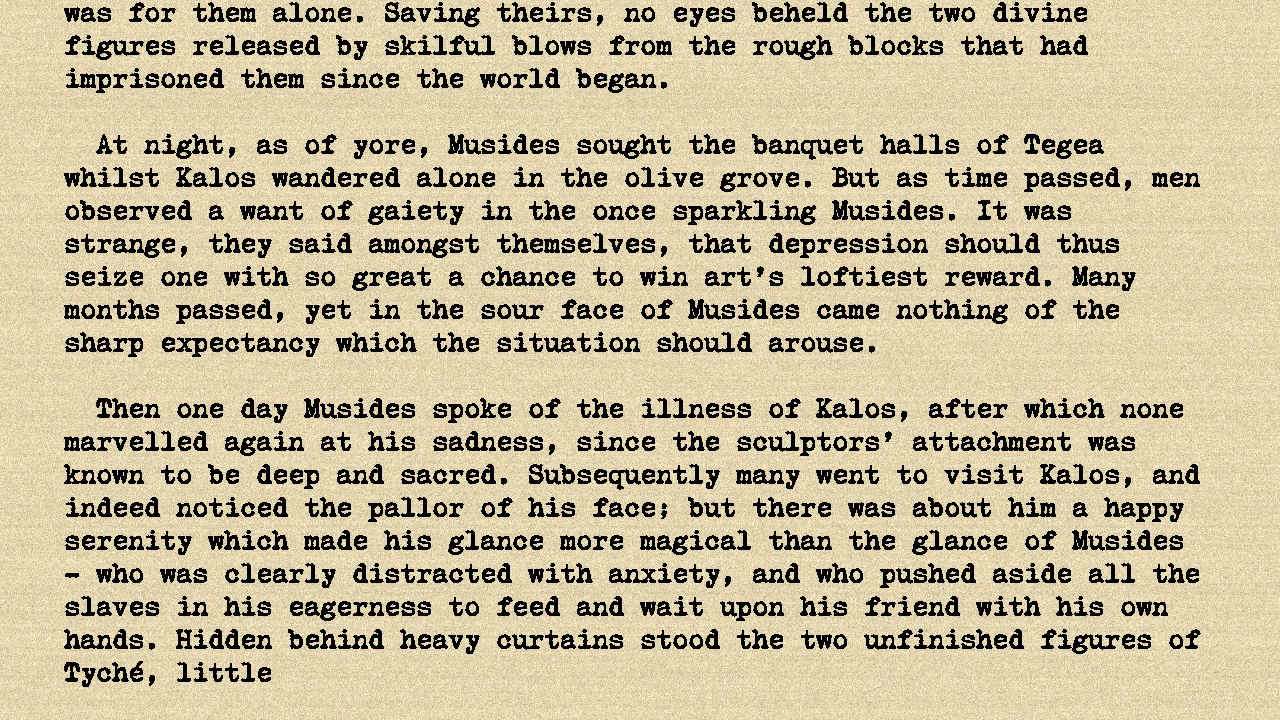 was for them alone. Saving theirs, no eyes beheld the two divine
figures released by skilful blows from the rough blocks that had
imprisoned them since the world began.
At night, as of yore, Musides sought the banquet halls of Tegea
whilst Kalos wandered alone in the olive grove. But as time passed, men
observed a want of gaiety in the once sparkling Musides. It was
strange, they said amongst themselves, that depression should thus
seize one with so great a chance to win art's loftiest reward. Many
months passed, yet in the sour face of Musides came nothing of the
sharp expectancy which the situation should arouse.
Then one day Musides spoke of the illness of Kalos, after which none
marvelled again at his sadness, since the sculptors' attachment was
known to be deep and sacred. Subsequently many went to visit Kalos, and
indeed noticed the pallor of his face; but there was about him a happy
serenity which made his glance more magical than the glance of Musides
– who was clearly distracted with anxiety, and who pushed aside all the
slaves in his eagerness to feed and wait upon his friend with his own
hands. Hidden behind heavy curtains stood the two unfinished figures of
Tyché, little